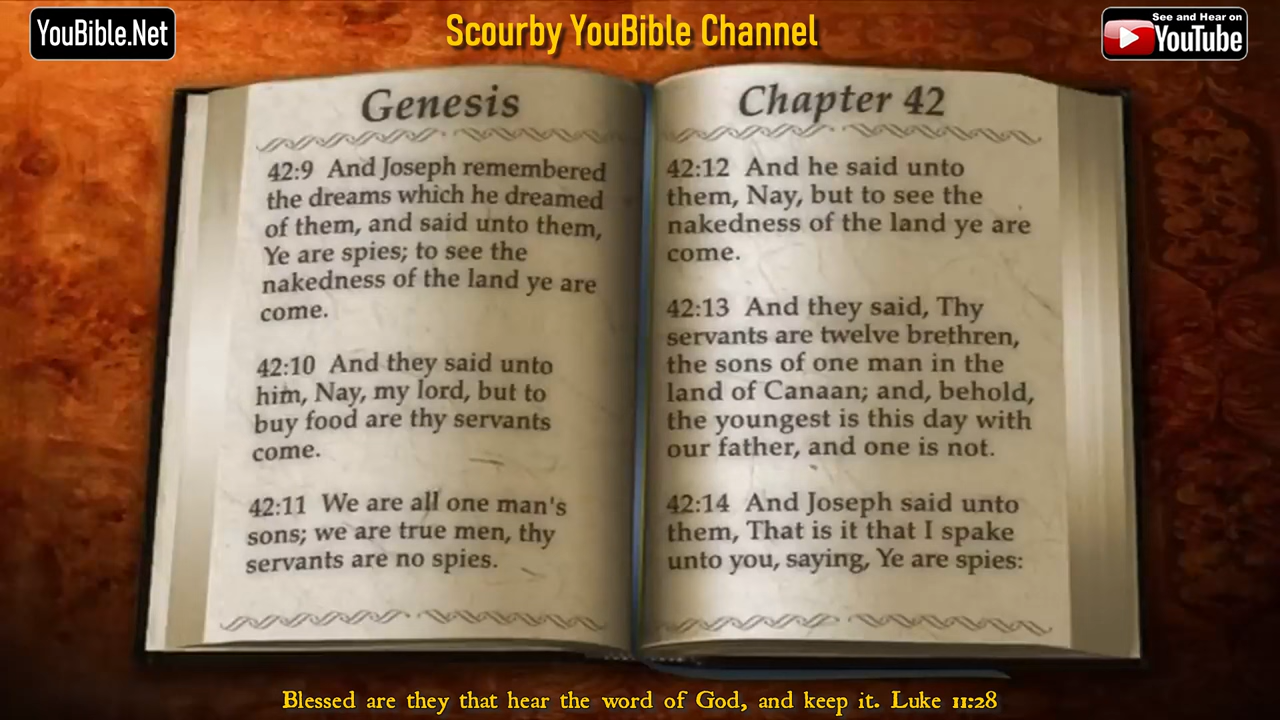 YouBible.Net
Scourby YouBible Channel
See and Hear on
YouTube
Genesis
42:9 And Joseph remembered
the dreams which he dreamed
of them, and said unto them,
Ye are spies; to see the
nakedness of the land ye are
come.
42:10 And they said unto
him, Nay, my lord, but to
buy food are thy servants
come.
42:11 We are all one man's
sons; we are true men, thy
servants are no spies.
Chapter 42
42:12 And he said unto
them, Nay, but to see the
nakedness of the land ye are
come.
42:13 And they said, Thy
servants are twelve brethren,
the sons of one man in the
land of Canaan; and, behold,
the youngest is this day with
our father, and one is not.
42:14 And Joseph said unto
them, That is it that I spake
unto you, saying, Ye are spies:
Blessed are they that hear the word of God, and keep it. Luke 11:28